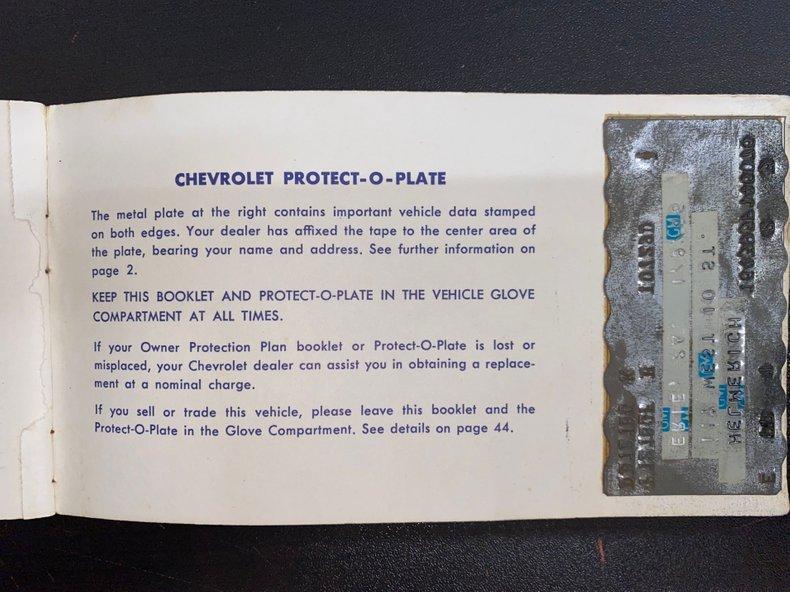 CHEVROLET PROTECT-O-PLATE
The metal plate at the right contains important vehicle data stamped
on both edges. Your dealer has affixed the tape to the center area of
the plate, bearing your name and address. See further information on
page 2.
KEEP THIS BOOKLET AND PROTECT-O-PLATE IN THE VEHICLE GLOVE
COMPARTMENT AT ALL TIMES.
If your Owner Protection Plan booklet or Protect-O-Plate is lost or
misplaced, your Chevrolet dealer can assist you in obtaining a replace-
ment at a nominal charge.
If you sell or trade this vehicle, please leave this booklet and the
Protect-O-Plate in the Glove Compartment. See details on page 44.
GM
WEST 10 ST.
HELMERICH